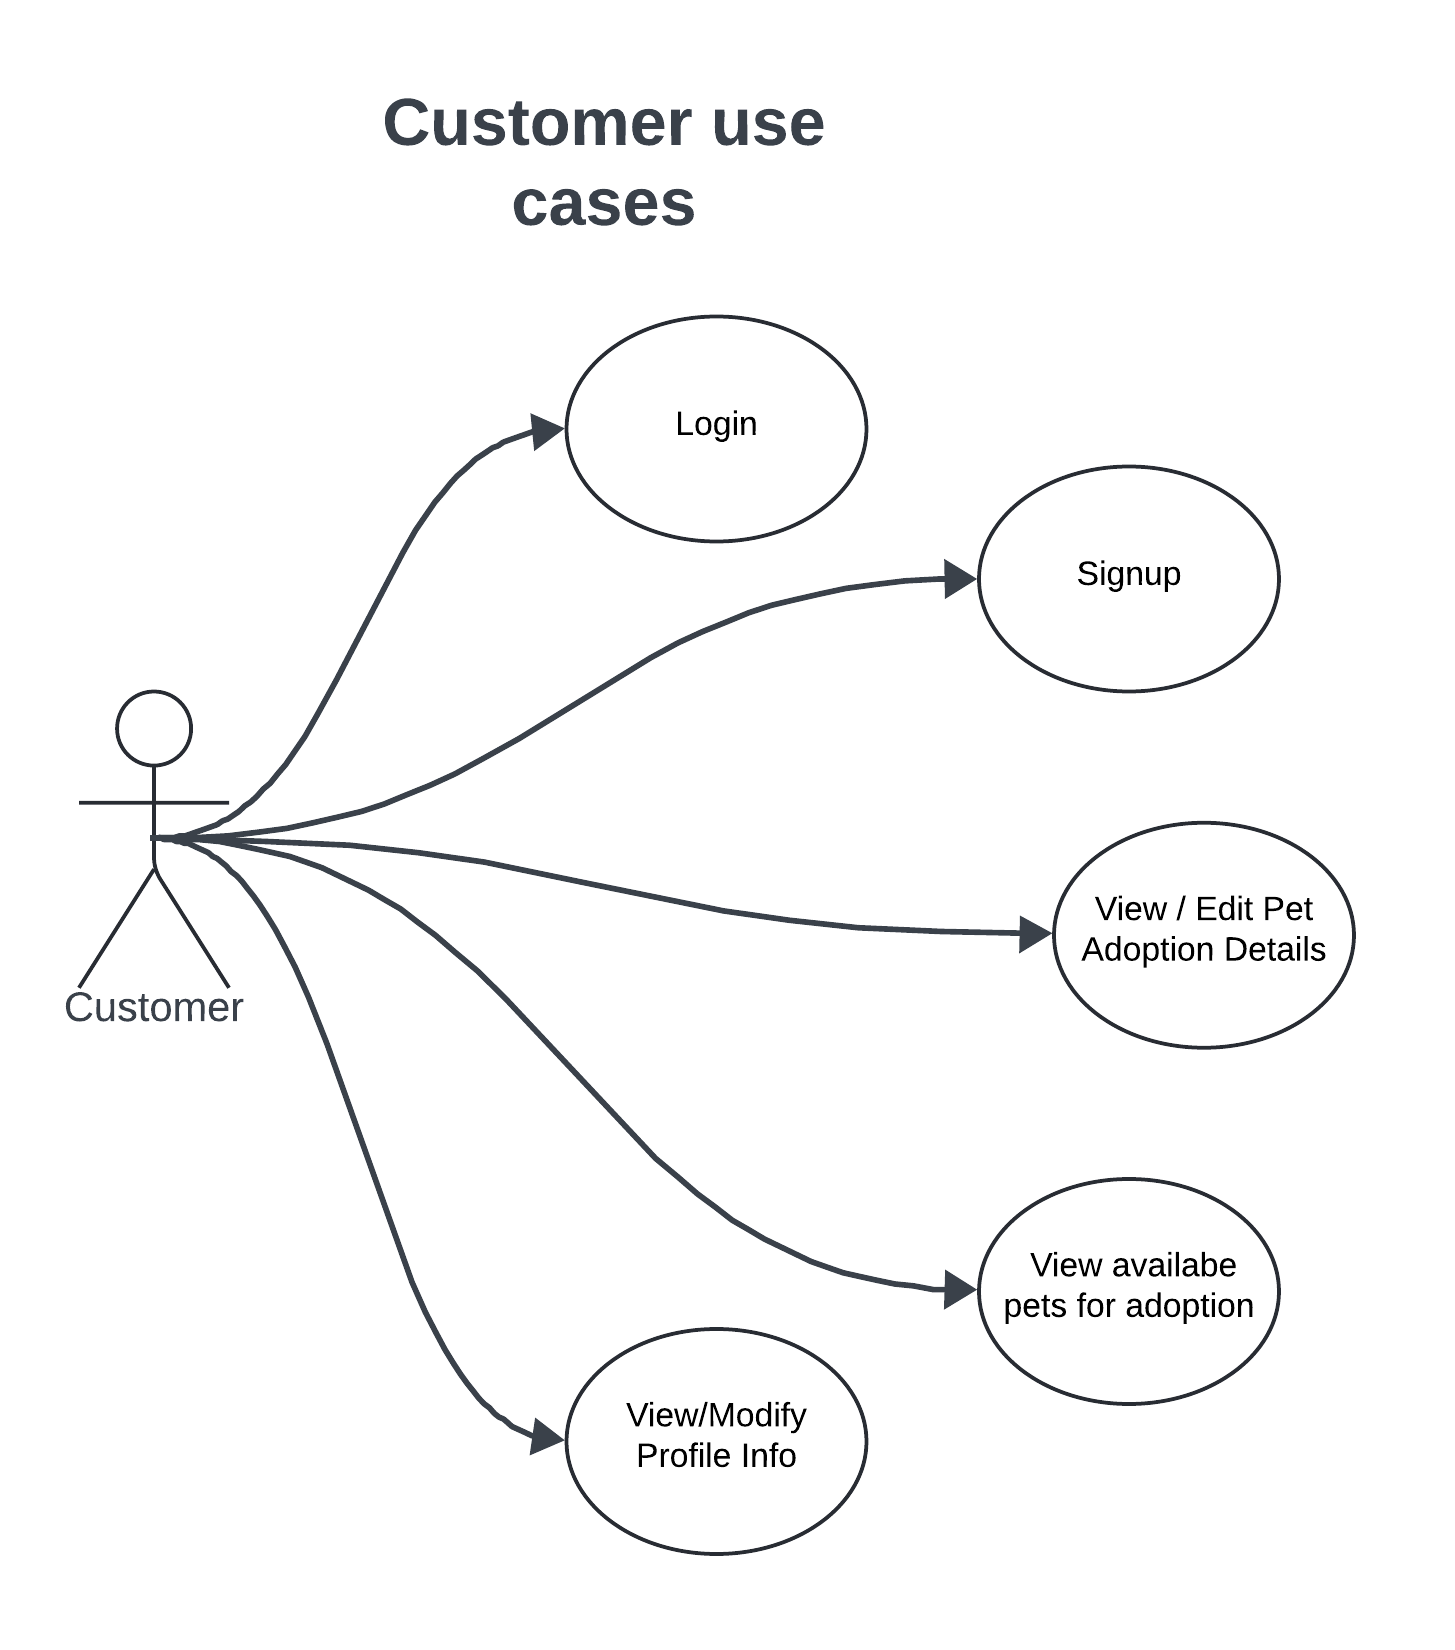 Customer use
cases
Login
Signup
View / Edit Pet
Adoption Details
Customer
View availabe
pets for adoption
View/Modify
Profile Info